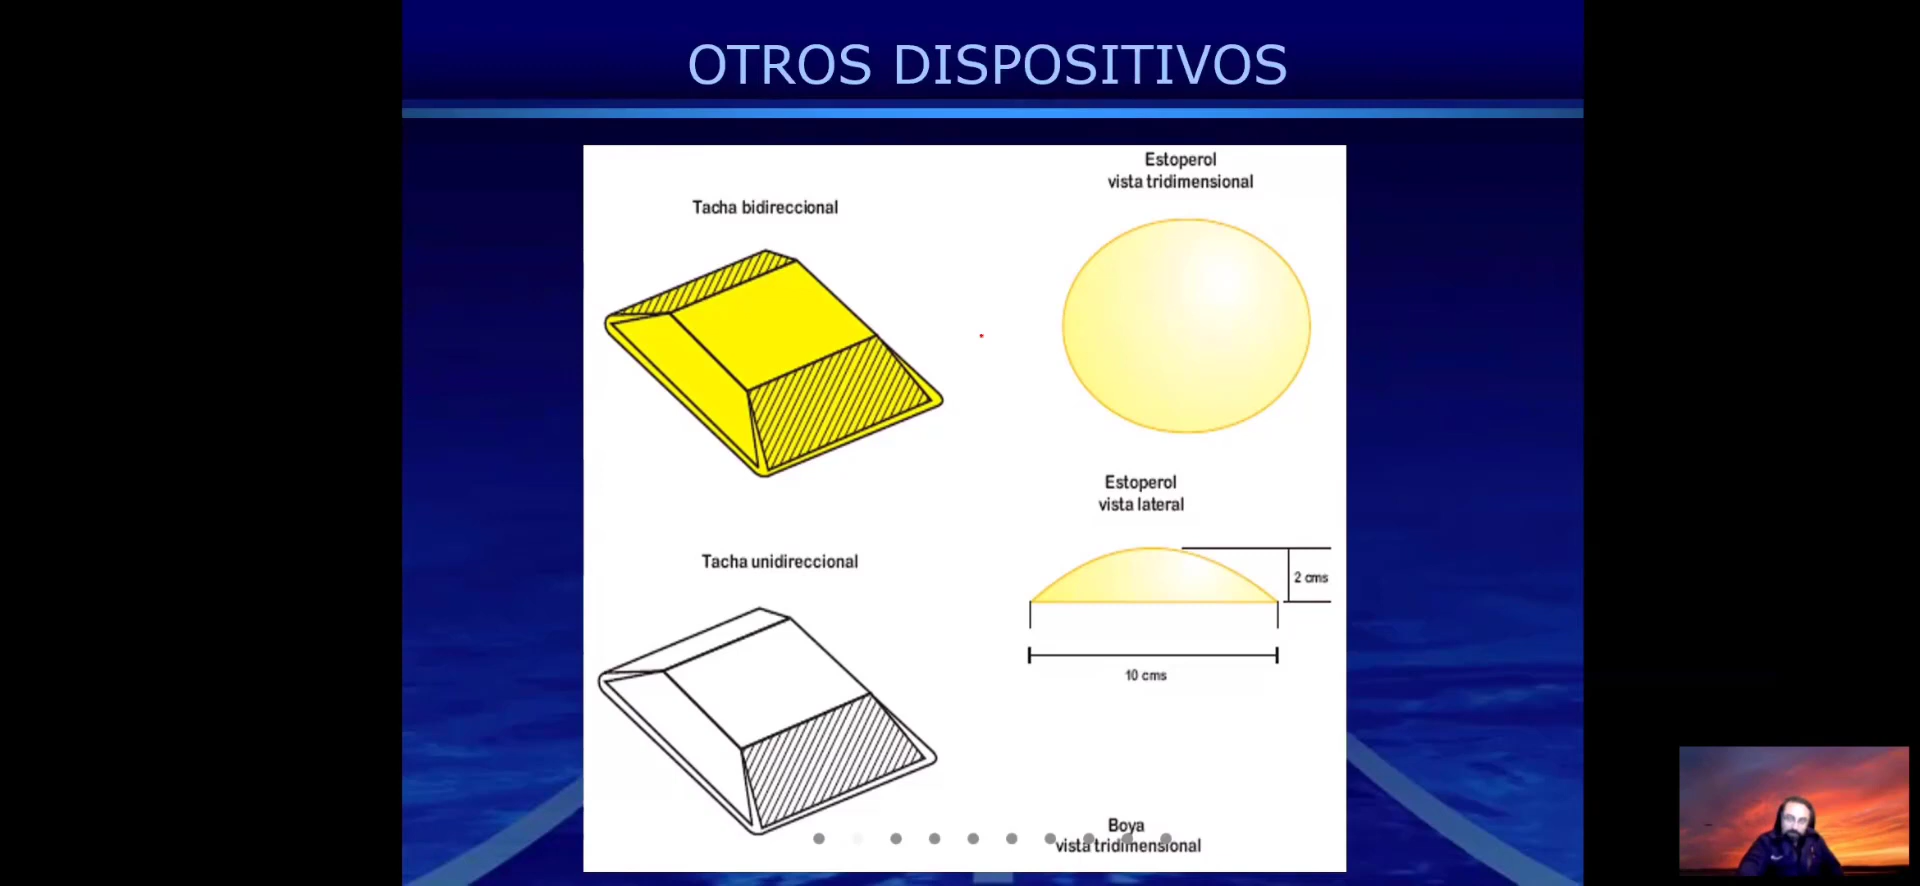 OTROS DISPOSITIVOS
Tacha bidireccional
Estoperol
vista tridimensional
Estoperol
vista lateral
2 cms
10 cms
Tacha unidireccional
Boya
vista tridimensional